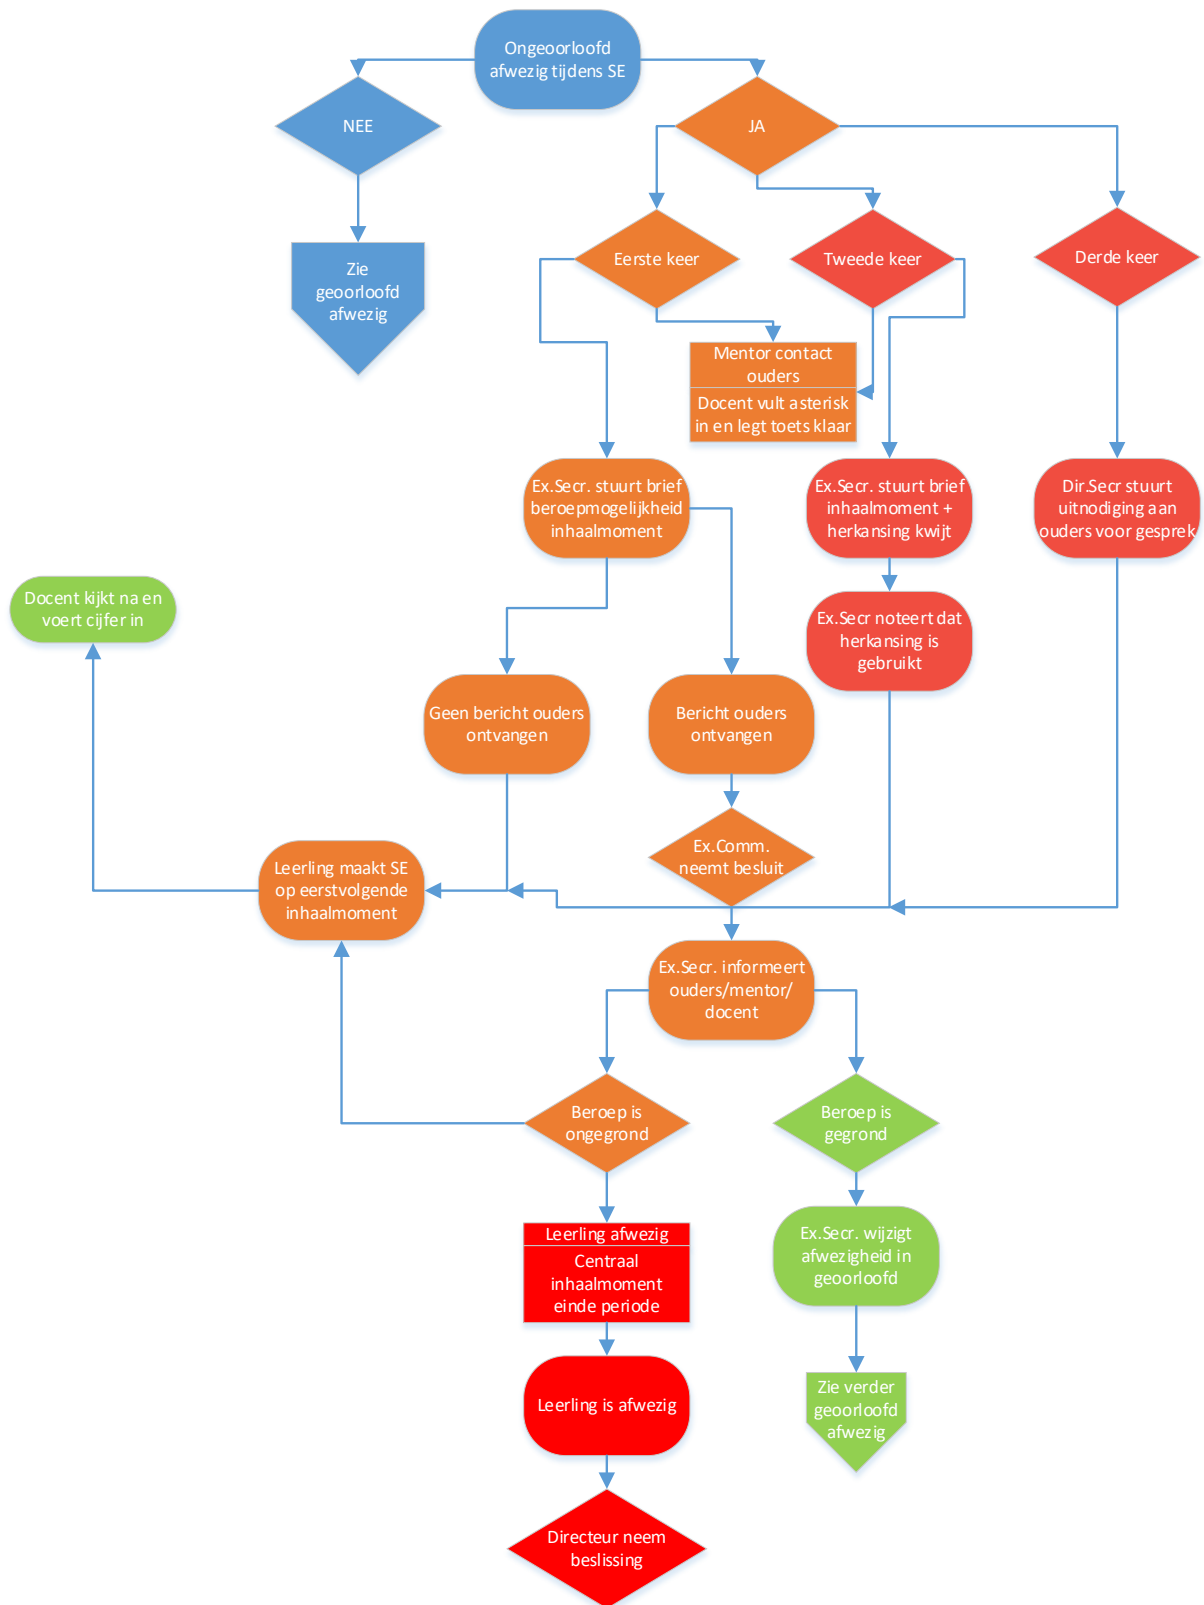 Ongeoorloofd
afwezig tijdens SE
NEE
JA
Zie
geoorloofd
afwezig
Eerste keer
Tweede keer
Derde keer
Mentor contact
ouders
Docent vult asterisk
in en legt toets klaar
Ex.Secr. stuurt brief
beroepmogelijkheid
inhaalmoment
Ex.Secr. stuurt brief
inhaalmoment +
herkansing kwijt
Dir.Secr stuurt
uitnodiging aan
ouders voor gesprek
Docent kijkt na en
voert cijfer in
Ex.Secr noteert dat
herkansing is
gebruikt
Geen bericht ouders
ontvangen
Bericht ouders
ontvangen
Ex.Comm.
neemt besluit
Leerling maakt SE
op eerstvolgende
inhaalmoment
Ex.Secr. informeert
ouders/mentor/
docent
Beroep is
ongegrond
Beroep is
gegrond
Leerling afwezig
Centraal
inhaalmoment
einde periode
Ex.Secr. wijzigt
afwezigheid in
geoorloofd
Leerling is afwezig
Zie verder
geoorloofd
afwezig
Directeur neem
beslissing